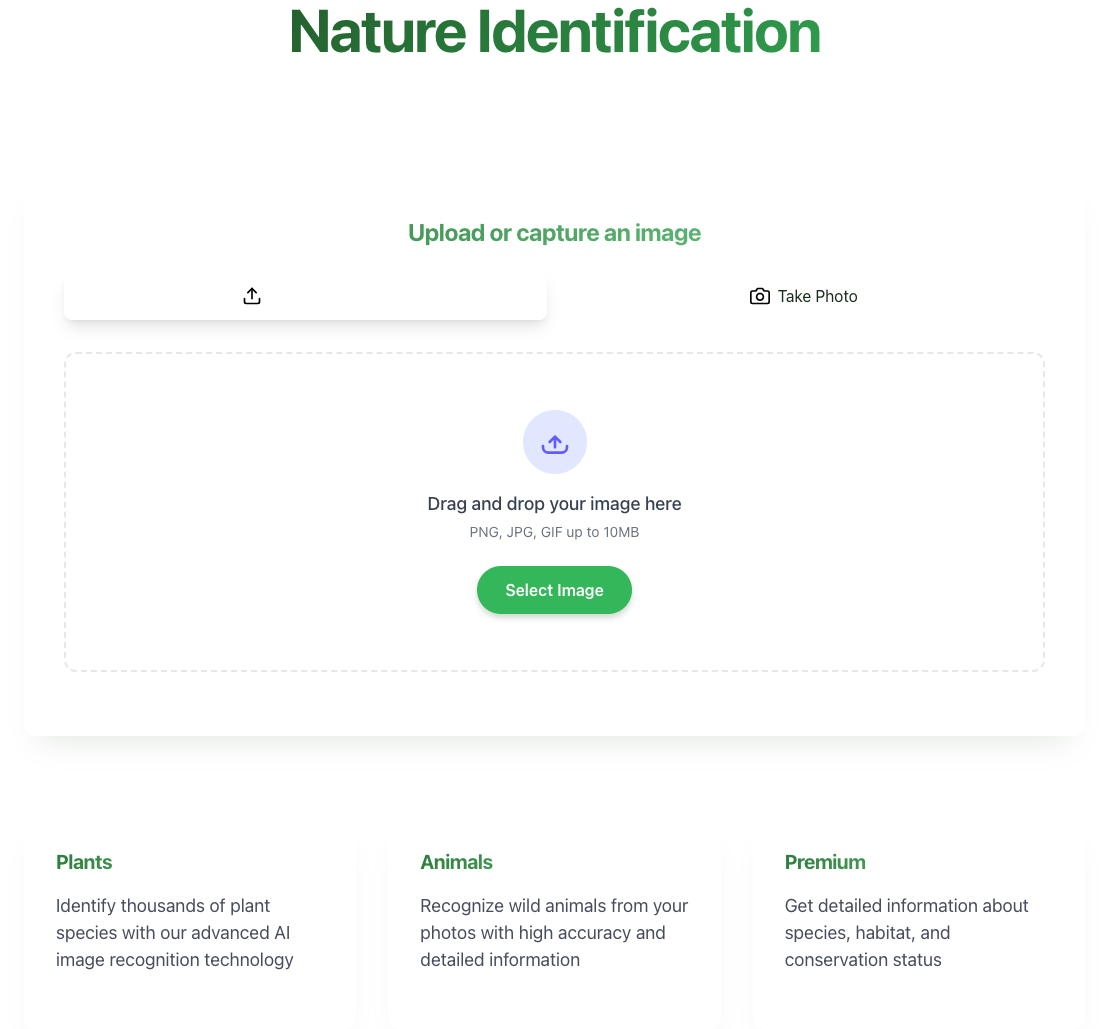 Nature Identification
Upload or capture an image
Take Photo
Drag and drop your image here
PNG, JPG, GIF up to 10MB
Select Image
Plants
Identify thousands of plant
species with our advanced AI
image recognition technology
Animals
Recognize wild animals from your
photos with high accuracy and
detailed information
Premium
Get detailed information about
species, habitat, and
conservation status